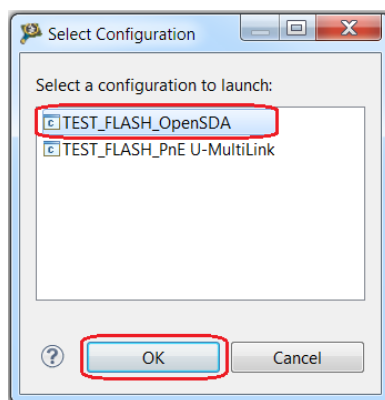 Select Configuration
Select a configuration to launch:
TEST_FLASH_OpenSDA
TEST_FLASH_PnE U-MultiLink
OK
Cancel